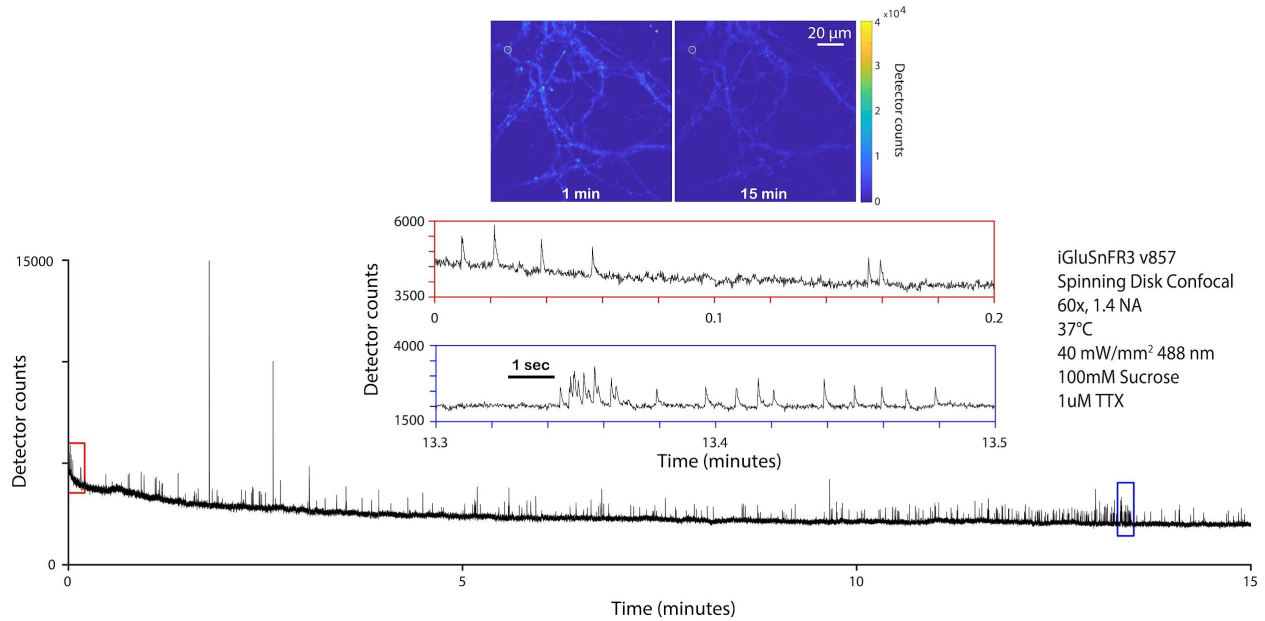 ×10⁴
4
3
2
1
0
Detector counts
20 µm
1 min
15 min
6000
3500
0
0.1
0.2
4000
1 sec
1500
13.3
13.4
13.5
Detector counts
Time (minutes)
iGluSnFR3 v857
Spinning Disk Confocal
60x, 1.4 NA
37°C
40 mW/mm² 488 nm
100mM Sucrose
1uM TTX
15000
Detector counts
0
0
5
10
15
Time (minutes)